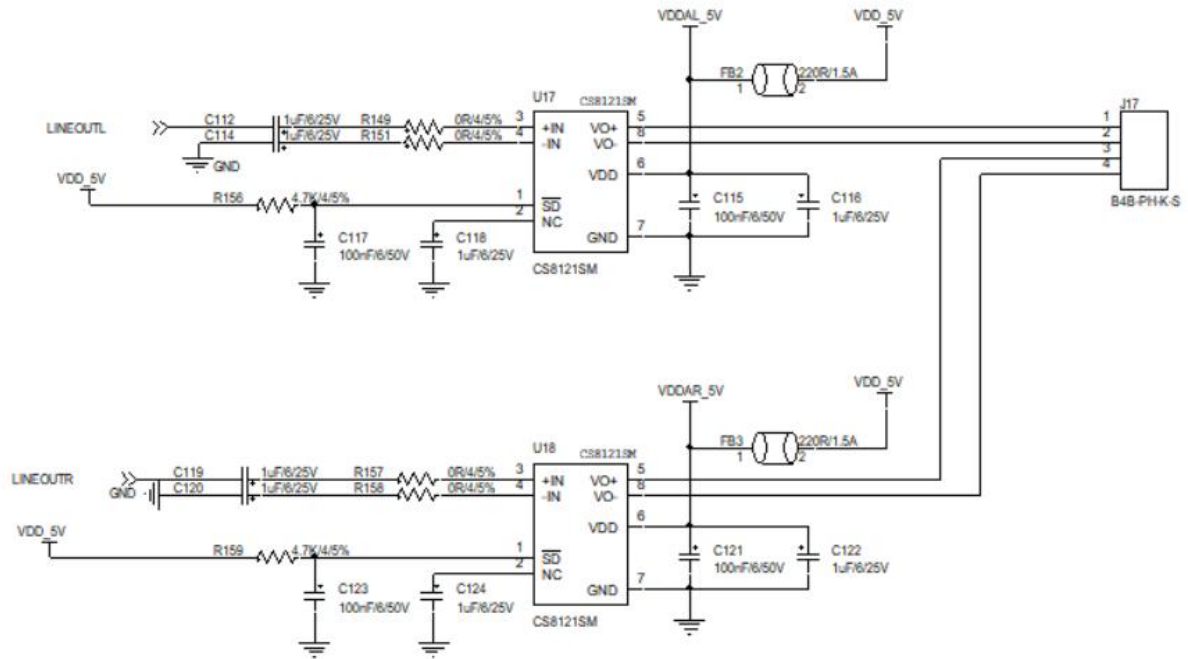 VDDAL_5V
VDD_5V
FB2
220R/1.5A
1
2
U17
CS8121SM
J17
LINEOUTL
C112
1uF/6/25V
R149
0R/4/5%
3
+IN
VO+
5
1
C114
1uF/6/25V
R151
0R/4/5%
4
-IN
VO-
8
2
3
4
GND
VDD
6
B4B-PH-K-S
VDD_5V
R156
4.7K/4/5%
1
SD
2
NC
C115
100nF/6/50V
C116
1uF/6/25V
C117
100nF/6/50V
C118
1uF/6/25V
GND
7
CS8121SM
VDDAR_5V
VDD_5V
FB3
220R/1.5A
1
2
U18
CS8121SM
LINEOUTR
C119
1uF/6/25V
R157
0R/4/5%
3
+IN
VO+
5
GND
C120
1uF/6/25V
R158
0R/4/5%
4
-IN
VO-
8
VDD
6
VDD_5V
R159
4.7K/4/5%
1
SD
2
NC
C121
100nF/6/50V
C122
1uF/6/25V
C123
100nF/6/50V
C124
1uF/6/25V
GND
7
CS8121SM